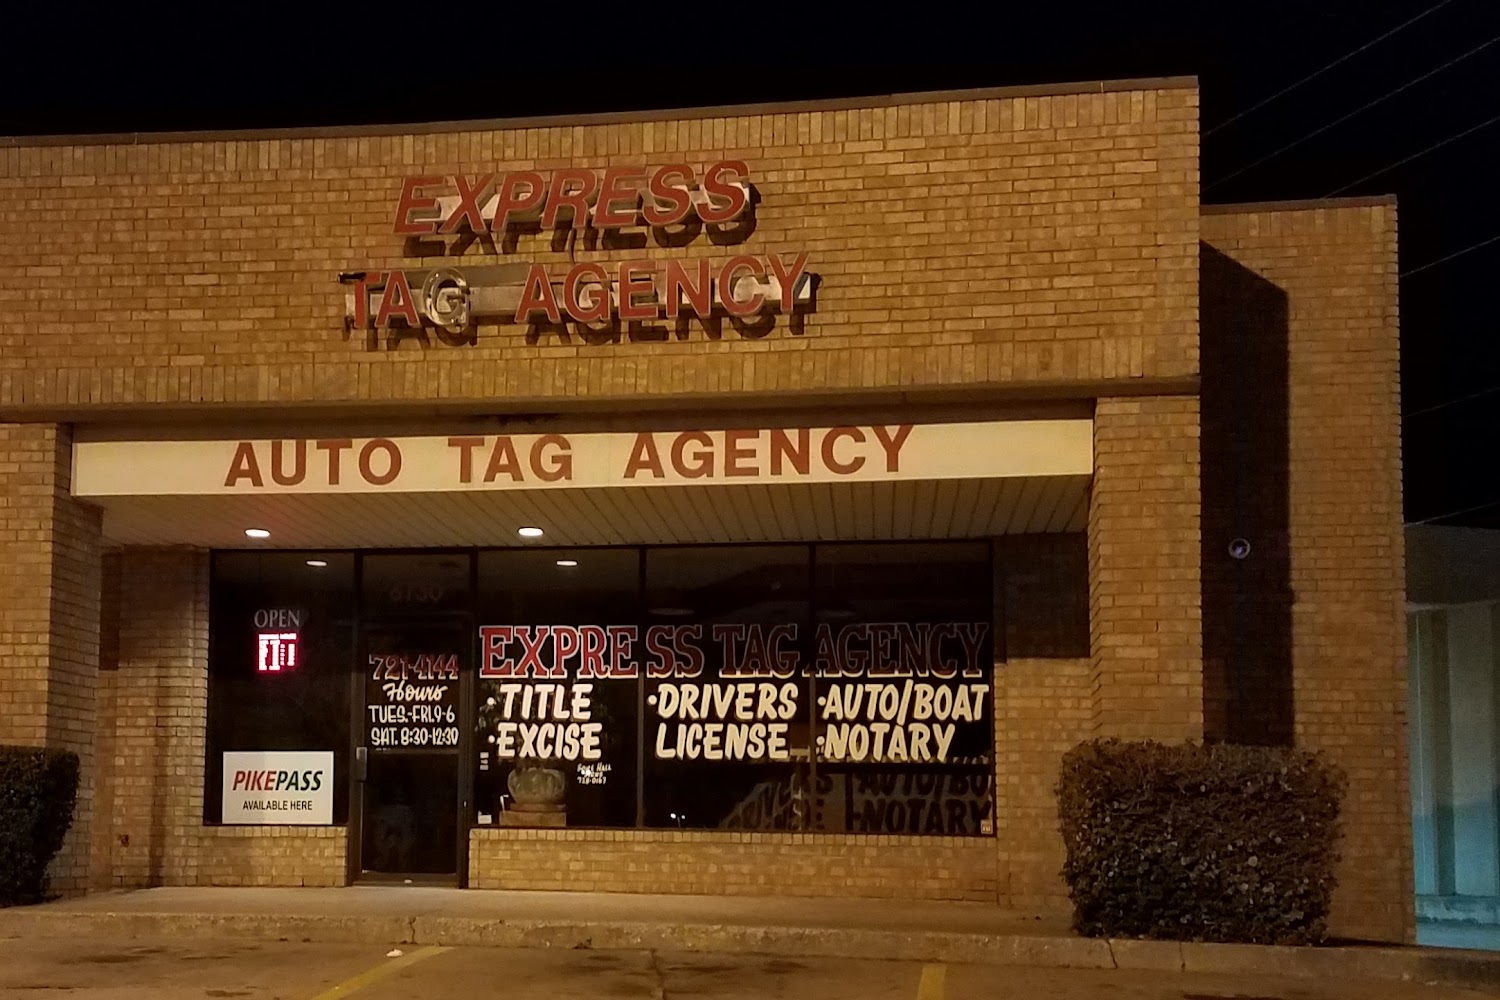 EXPRESS
TAG AGENCY
AUTO TAG AGENCY
OPEN
721-4144
Hours
TUES.-FRI. 9-6
SAT. 8:30-12:30
EXPRESS TAG AGENCY
•TITLE
•EXCISE
•DRIVERS
LICENSE
•AUTO/BOAT
•NOTARY
PIKEPASS
AVAILABLE HERE